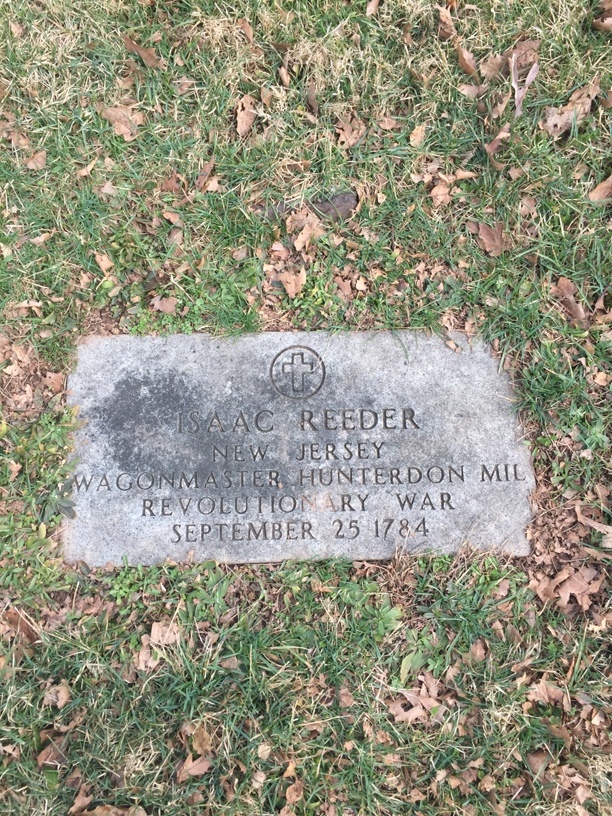 ISAAC REEDER
NEW JERSEY
WAGONMASTER HUNTERDON MIL
REVOLUTIONARY WAR
SEPTEMBER 25 1784